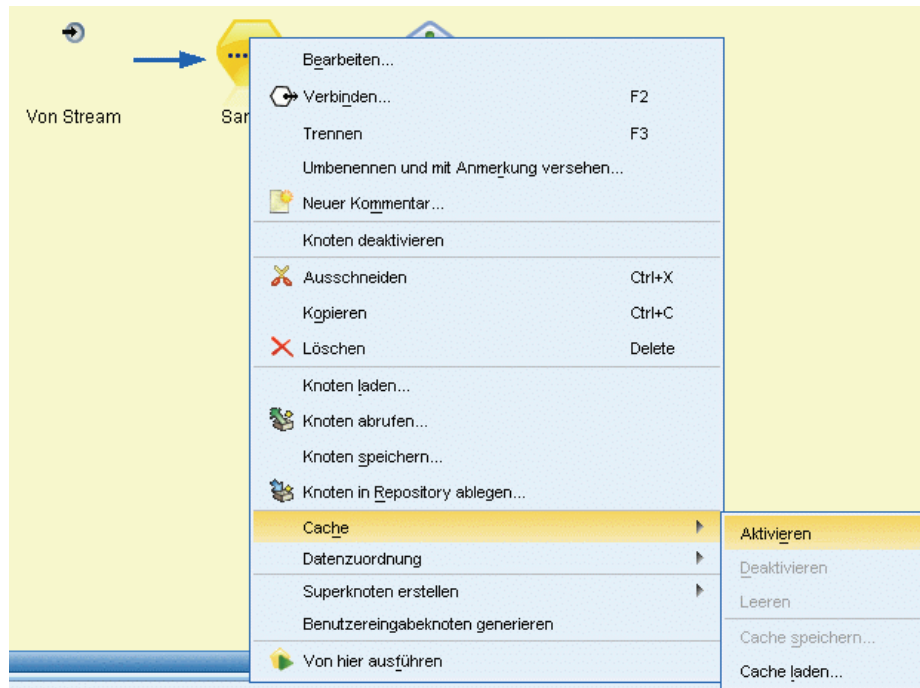 Von Stream
Bearbeiten...
Verbinden... F2
Trennen F3
Umbenennen und mit Anmerkung versehen...
Neuer Kommentar...
Knoten deaktivieren
Ausschneiden Ctrl+X
Kopieren Ctrl+C
Löschen Delete
Knoten laden...
Knoten abrufen...
Knoten speichern...
Knoten in Repository ablegen...
Cache
Datenzuordnung
Superknoten erstellen
Benutzereingabeknoten generieren
Von hier ausführen
Aktivieren
Deaktivieren
Leeren
Cache speichern...
Cache laden...